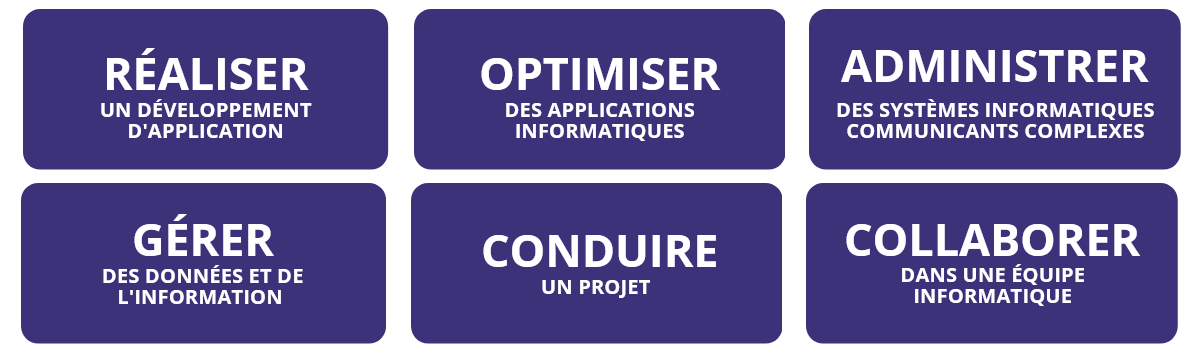 RÉALISER
UN DÉVELOPPEMENT
D'APPLICATION
OPTIMISER
DES APPLICATIONS
INFORMATIQUES
ADMINISTRER
DES SYSTÈMES INFORMATIQUES
COMMUNICANTS COMPLEXES
GÉRER
DES DONNÉES ET DE
L'INFORMATION
CONDUIRE
UN PROJET
COLLABORER
DANS UNE ÉQUIPE
INFORMATIQUE